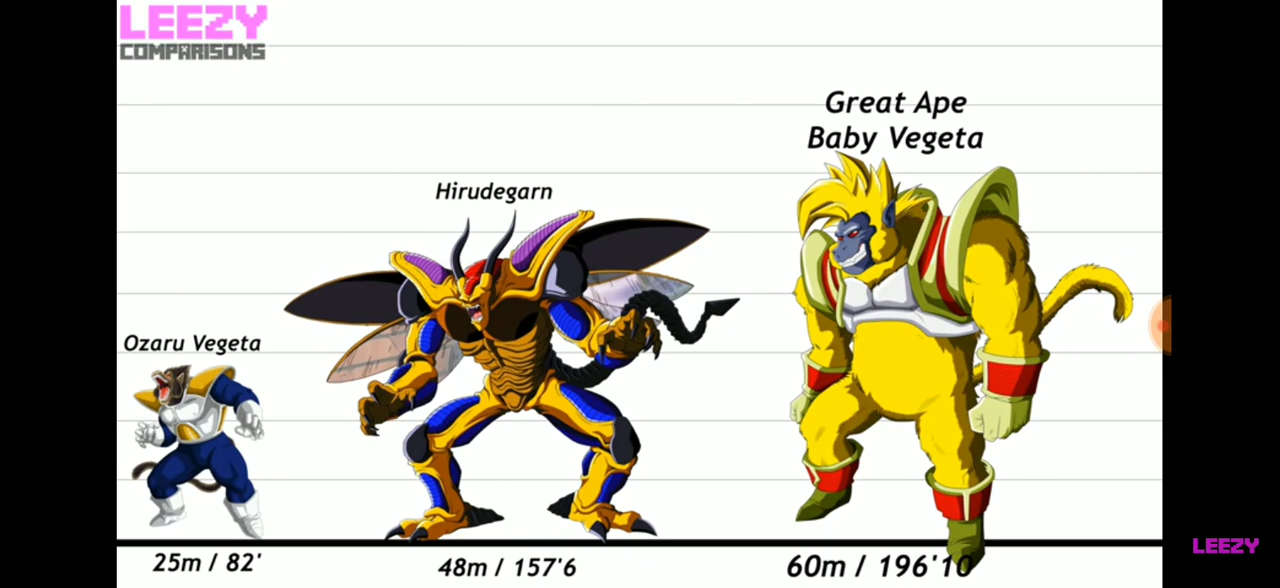 LEEZY
COMPARISONS
Great Ape
Baby Vegeta
Hirudegarn
Ozaru Vegeta
25m / 82'
48m / 157'6
60m / 196'10
LEEZY